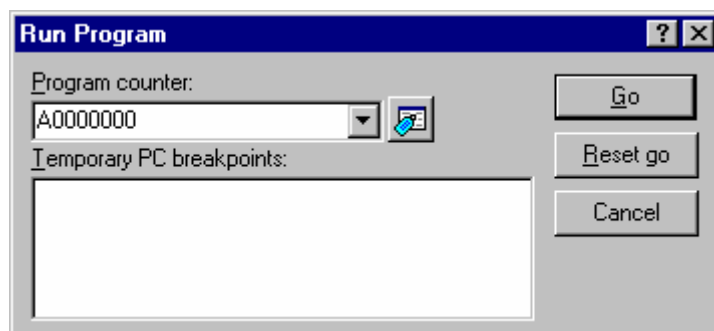 Run Program
Program counter:
A0000000
Temporary PC breakpoints:
Go
Reset go
Cancel